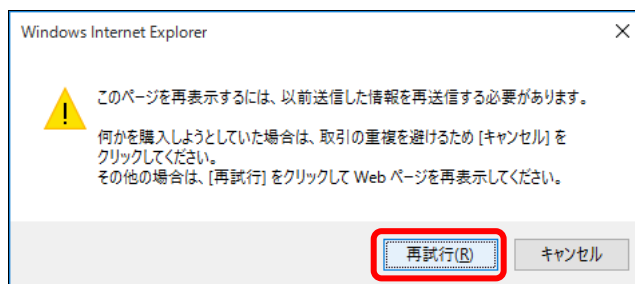 Windows Internet Explorer
このページを再表示するには、以前送信した情報を再送信する必要があります。
何かを購入しようとしていた場合は、取引の重複を避けるため [キャンセル] を
クリックしてください。
その他の場合は、[再試行] をクリックして Web ページを再表示してください。
再試行(R)
キャンセル